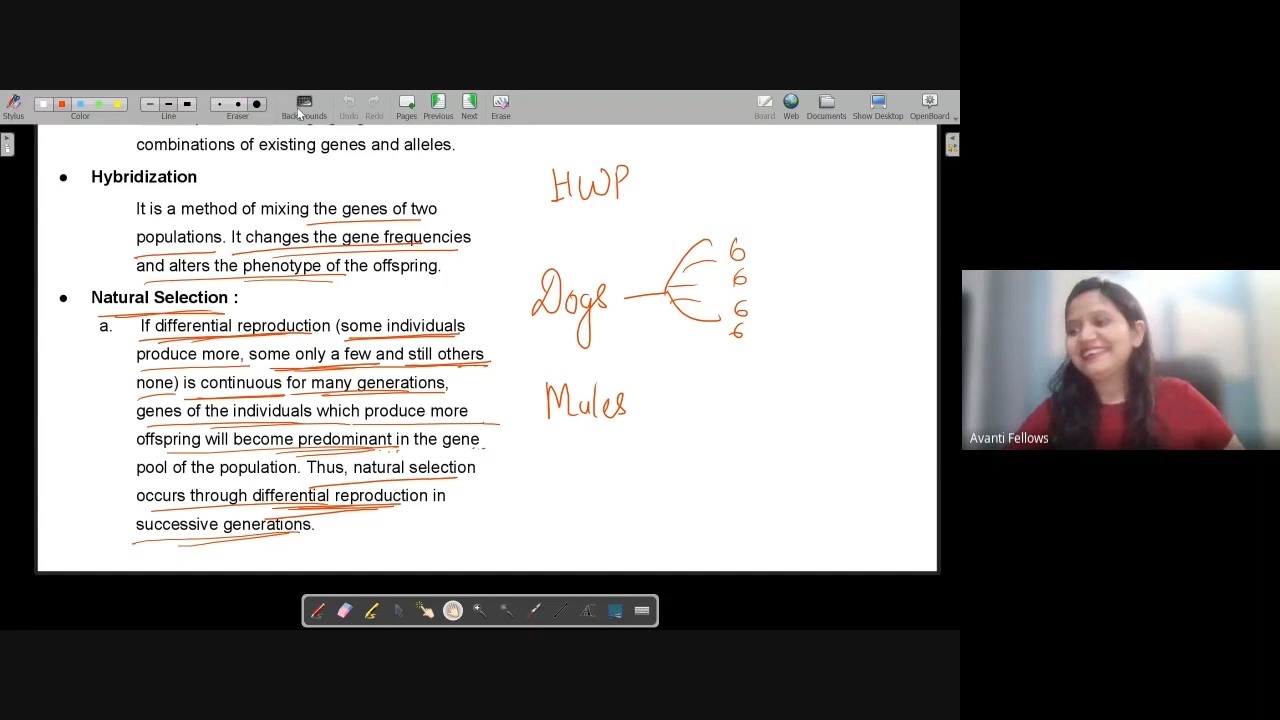 Stylus
Color
Line
Eraser
Backgrounds
Undo
Redo
Pages
Previous
Next
Erase
Board
Web
Documents
Show Desktop
OpenBoard
combinations of existing genes and alleles.
● Hybridization
It is a method of mixing the genes of two
populations. It changes the gene frequencies
and alters the phenotype of the offspring.
● Natural Selection :
a. If differential reproduction (some individuals
produce more, some only a few and still others
none) is continuous for many generations,
genes of the individuals which produce more
offspring will become predominant in the gene
pool of the population. Thus, natural selection
occurs through differential reproduction in
successive generations.
HWP
Dogs
6
6
6
6
Mules
Avanti Fellows